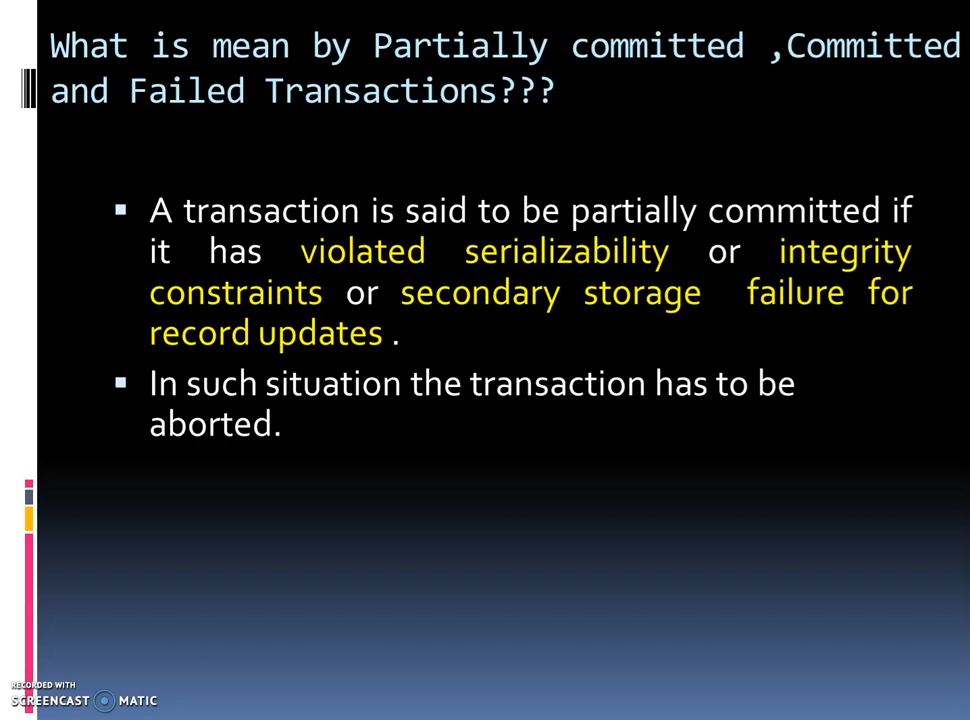 What is mean by Partially committed ,Committed
and Failed Transactions???
▪ A transaction is said to be partially committed if
it has violated serializability or integrity
constraints or secondary storage failure for
record updates .
▪ In such situation the transaction has to be
aborted.
RECORDED WITH
SCREENCAST MATIC